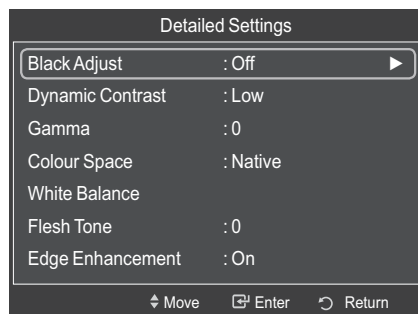 Detailed Settings
Black Adjust : Off ►
Dynamic Contrast : Low
Gamma : 0
Colour Space : Native
White Balance
Flesh Tone : 0
Edge Enhancement : On
Move Enter Return